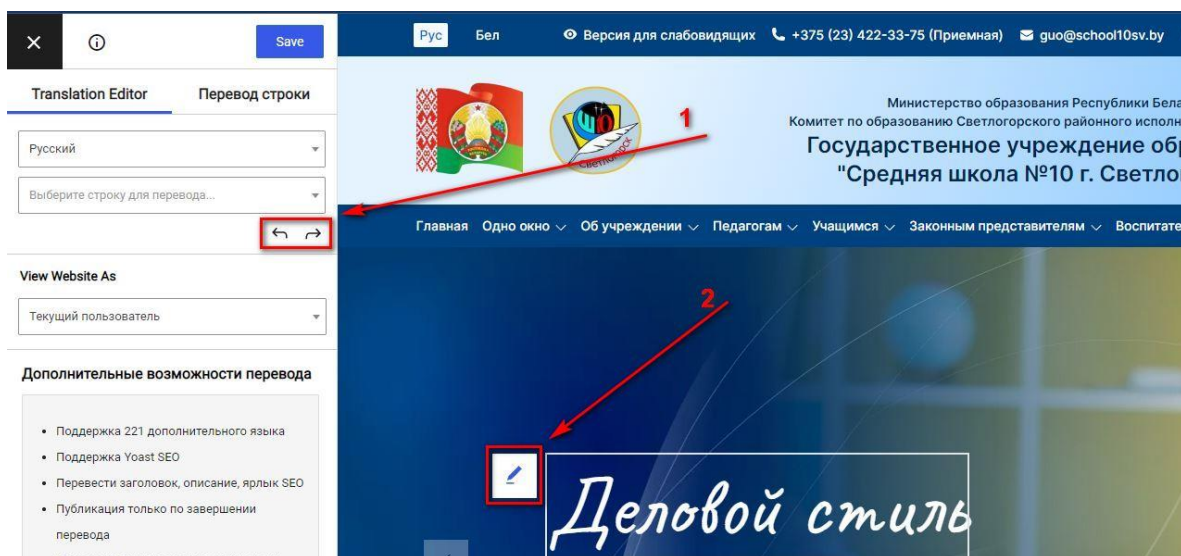 Save
Translation Editor
Перевод строки
Русский
Выберите строку для перевода...
View Website As
Текущий пользователь
Дополнительные возможности перевода
Поддержка 221 дополнительного языка
Поддержка Yoast SEO
Перевести заголовок, описание, ярлык SEO
Публикация только по завершении
перевода
Рус Бел Версия для слабовидящих +375 (23) 422-33-75 (Приемная) guo@school10sv.by
Светлогорск
Министерство образования Республики Бела
Комитет по образованию Светлогорского районного исполн
Государственное учреждение обр
"Средняя школа №10 г. Светло
1
Главная Одно окно Об учреждении Педагогам Учащимся Законным представителям Воспитате
2
Деловой стиль